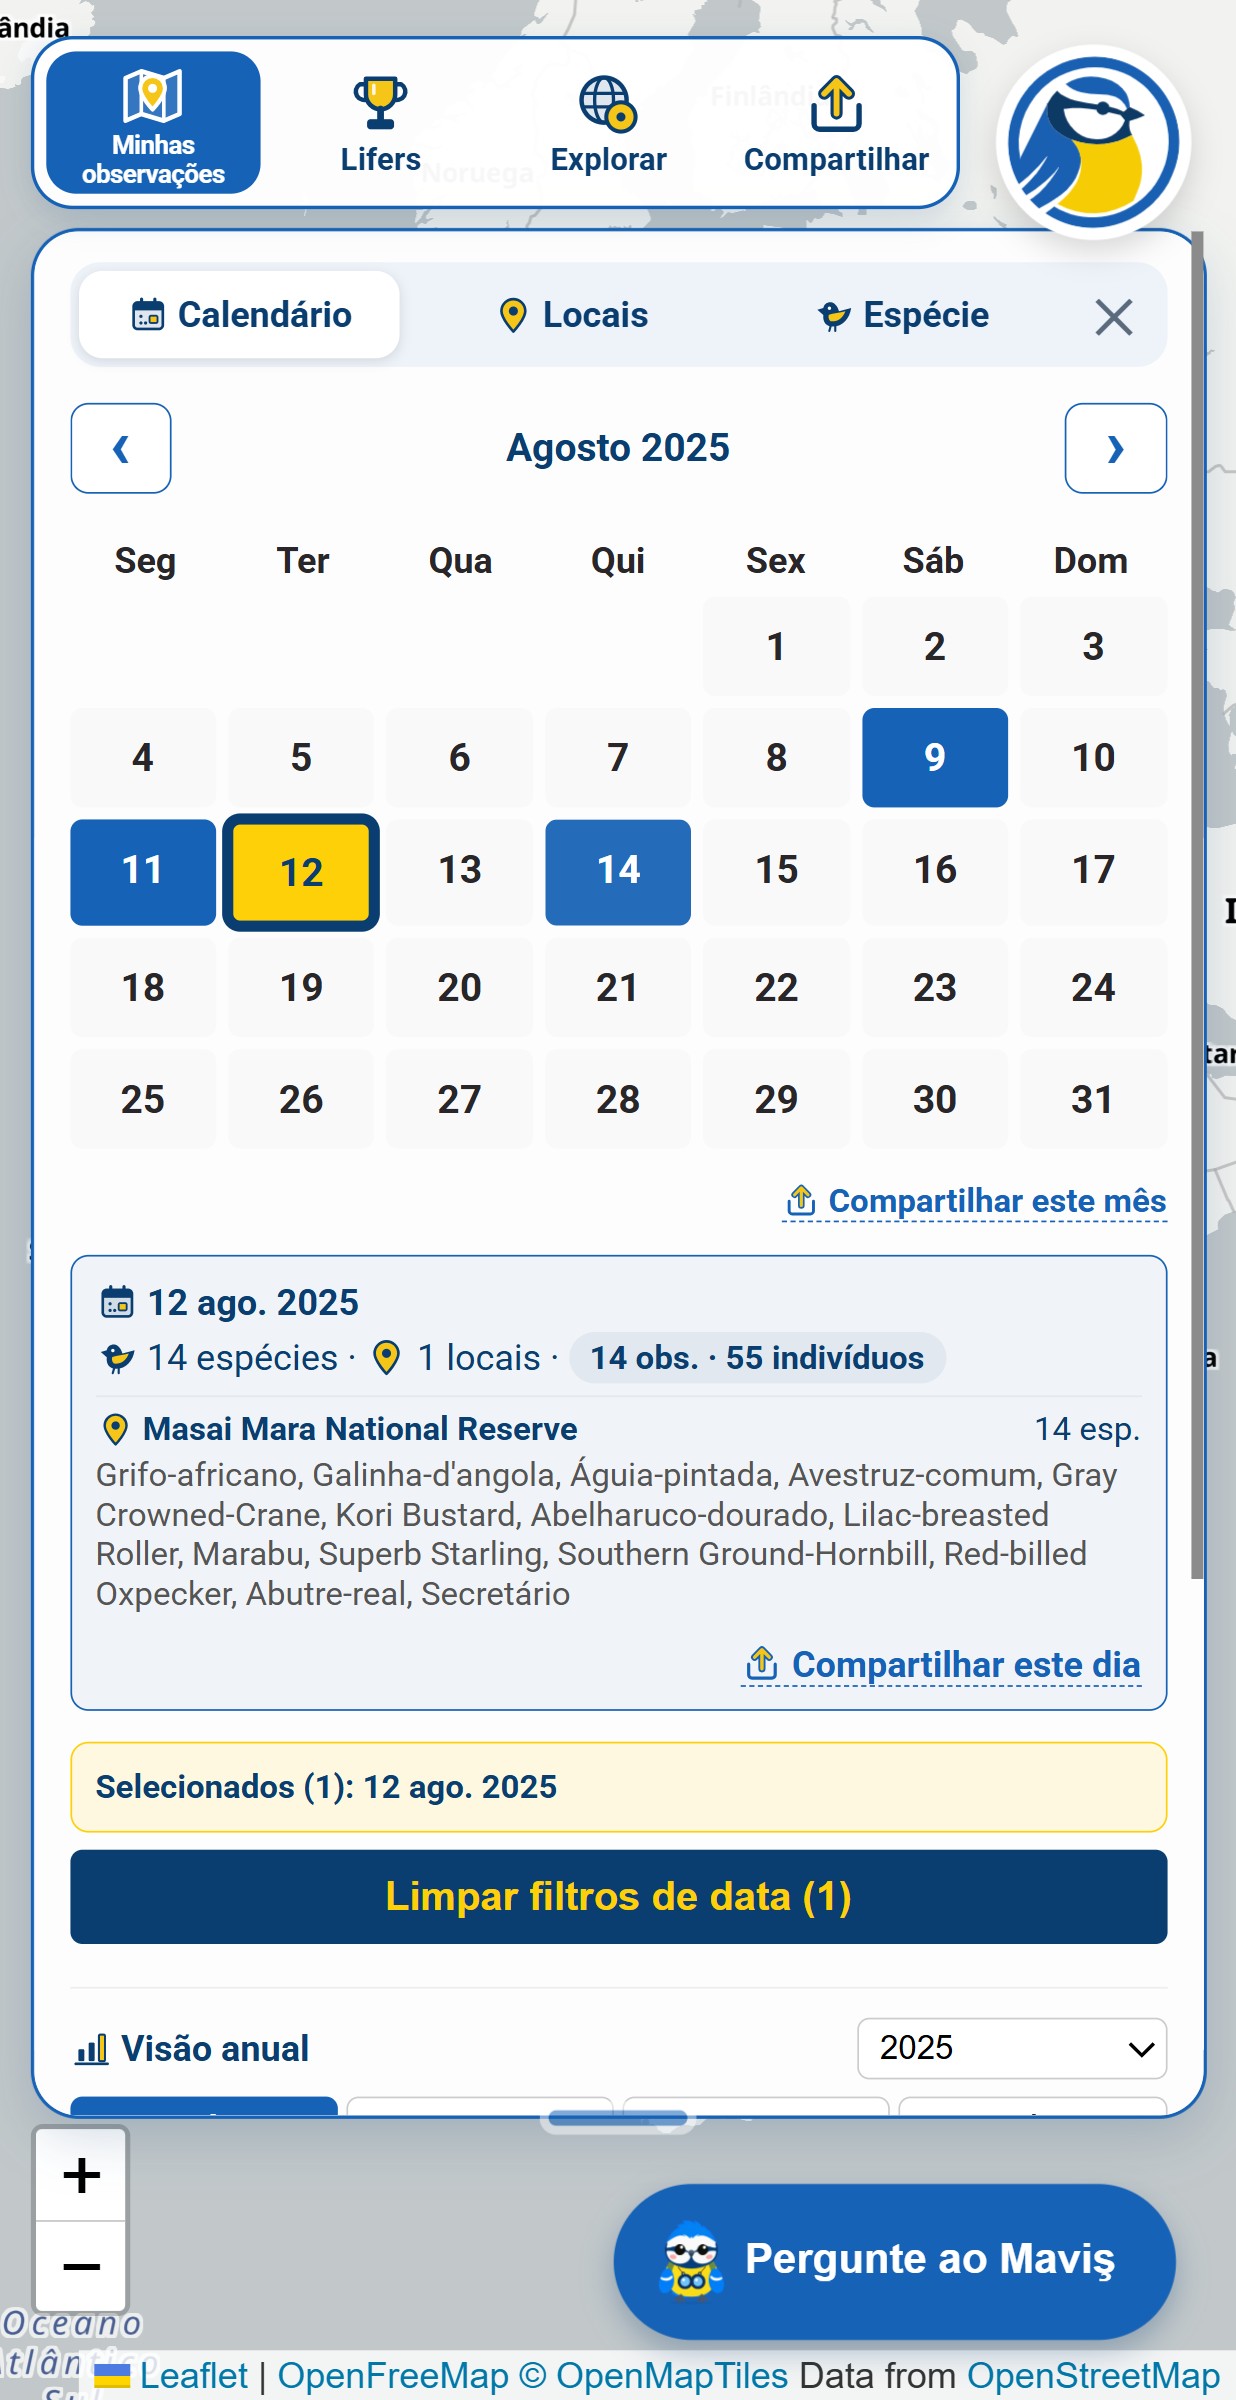 ândia
Minhas
observações
Lifers
Explorar
Compartilhar
Finlândi
Noruega
Calendário
Locais
Espécie
Agosto 2025
Seg Ter Qua Qui Sex Sáb Dom
1 2 3
4 5 6 7 8 9 10
11 12 13 14 15 16 17
18 19 20 21 22 23 24
25 26 27 28 29 30 31
Compartilhar este mês
12 ago. 2025
14 espécies · 1 locais · 14 obs. · 55 indivíduos
Masai Mara National Reserve 14 esp.
Grifo-africano, Galinha-d'angola, Águia-pintada, Avestruz-comum, Gray
Crowned-Crane, Kori Bustard, Abelharuco-dourado, Lilac-breasted
Roller, Marabu, Superb Starling, Southern Ground-Hornbill, Red-billed
Oxpecker, Abutre-real, Secretário
Compartilhar este dia
Selecionados (1): 12 ago. 2025
Limpar filtros de data (1)
Visão anual
2025
+
−
Pergunte ao Maviş
Oceano
Leaflet | OpenFreeMap © OpenMapTiles Data from OpenStreetMap